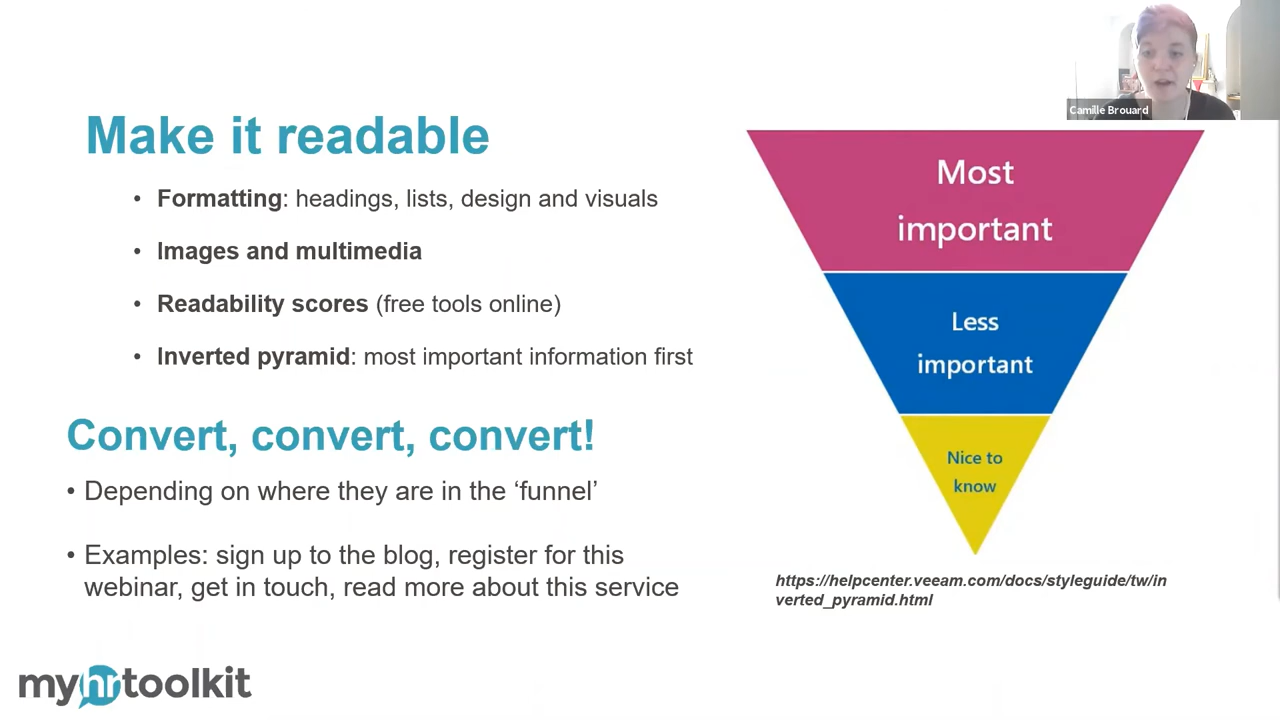 Camille Brouard
Make it readable
• Formatting: headings, lists, design and visuals
• Images and multimedia
• Readability scores (free tools online)
• Inverted pyramid: most important information first
Convert, convert, convert!
• Depending on where they are in the ‘funnel’
• Examples: sign up to the blog, register for this
webinar, get in touch, read more about this service
Most
important
Less
important
Nice to
know
https://helpcenter.veeam.com/docs/styleguide/tw/in
verted_pyramid.html
myhrtoolkit